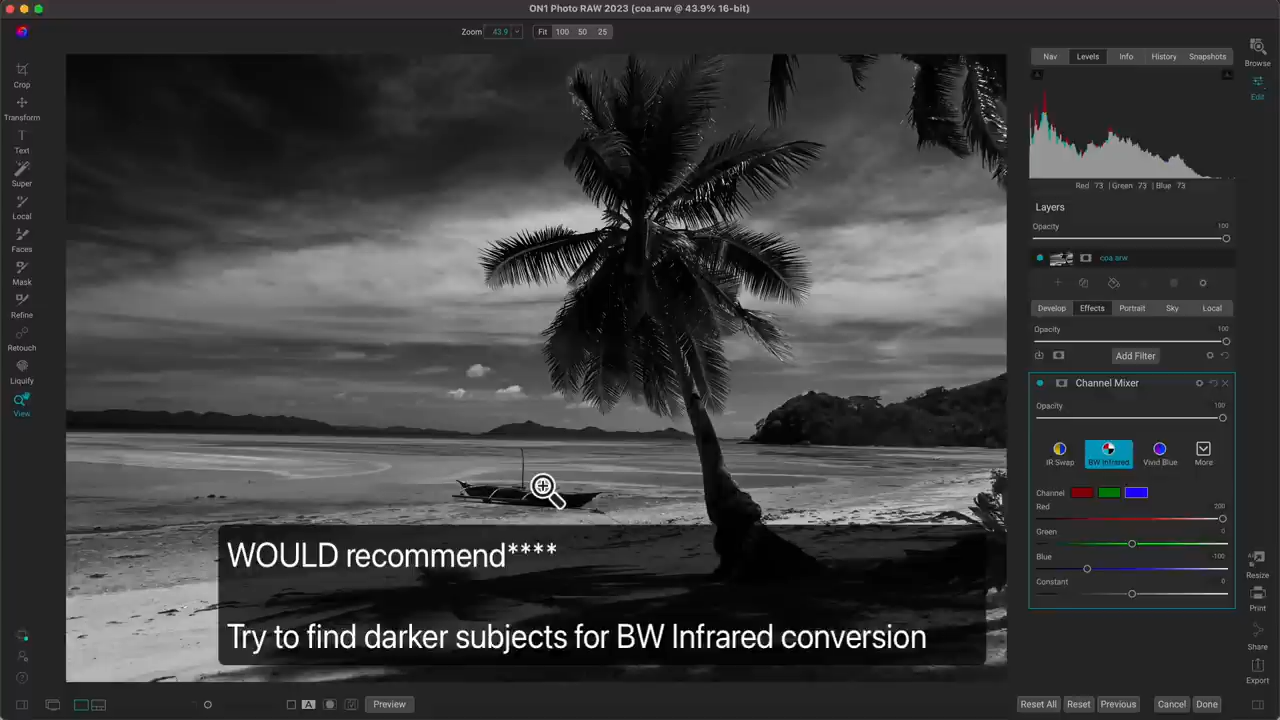 ON1 Photo RAW 2023 (coa.arw @ 43.9% 16-bit)
Zoom 43.9 Fit 100 50 25
Crop
Transform
Text
Super
Local
Faces
Mask
Refine
Retouch
Liquify
View
Nav Levels Info History Snapshots
Browse
Edit
Red 73 | Green 73 | Blue 73
Layers
Opacity 100
coa.arw
Develop Effects Portrait Sky Local
Opacity 100
Add Filter
Channel Mixer
Opacity 100
IR Swap BW Infrared Vivid Blue More
Channel
Red 200
Green 0
Blue -100
Constant 0
WOULD recommend****
Try to find darker subjects for BW Infrared conversion
Resize
Print
Share
Export
A Preview
Reset All Reset Previous Cancel Done